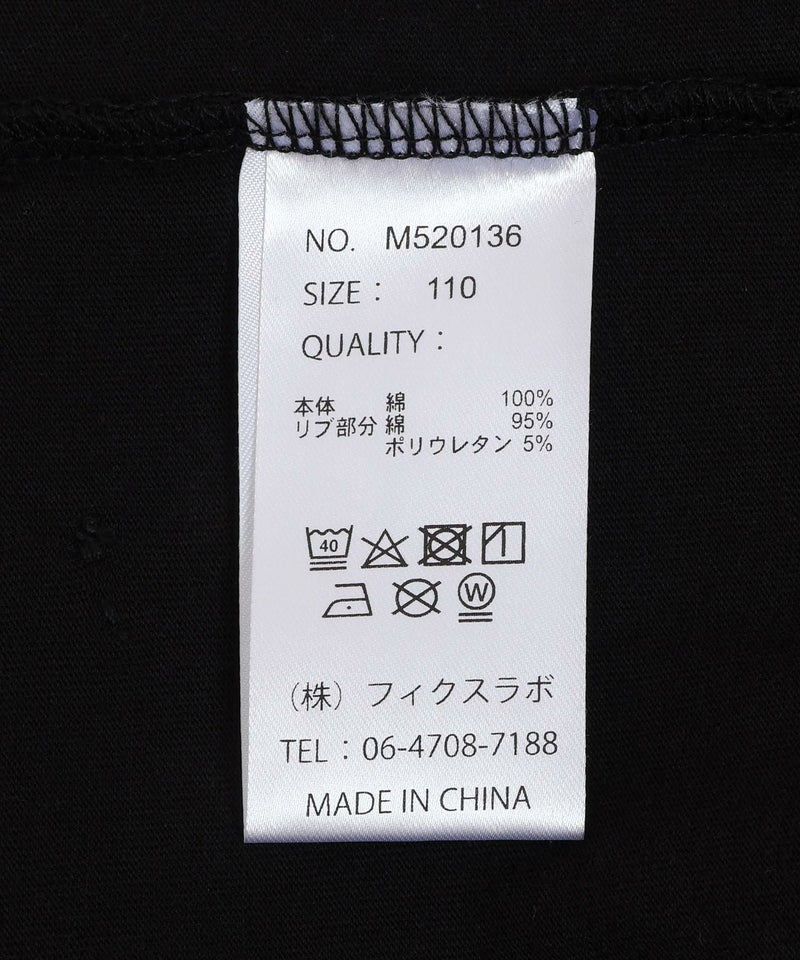 NO. M520136
SIZE： 110
QUALITY：
本体 綿 100%
リブ部分 綿 95%
ポリウレタン 5%
40
W
（株）フィクスラボ
TEL：06-4708-7188
MADE IN CHINA